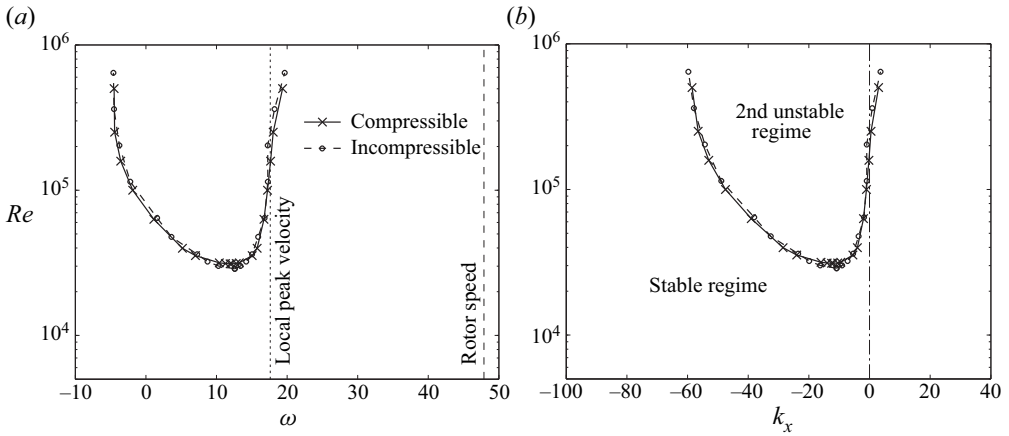 (a)
(b)
10^6
10^5
10^4
Re
Compressible
Incompressible
Local peak velocity
Rotor speed
−10 0 10 20 30 40 50
ω
10^6
10^5
10^4
2nd unstable
regime
Stable regime
−100 −80 −60 −40 −20 0 20 40
k_x